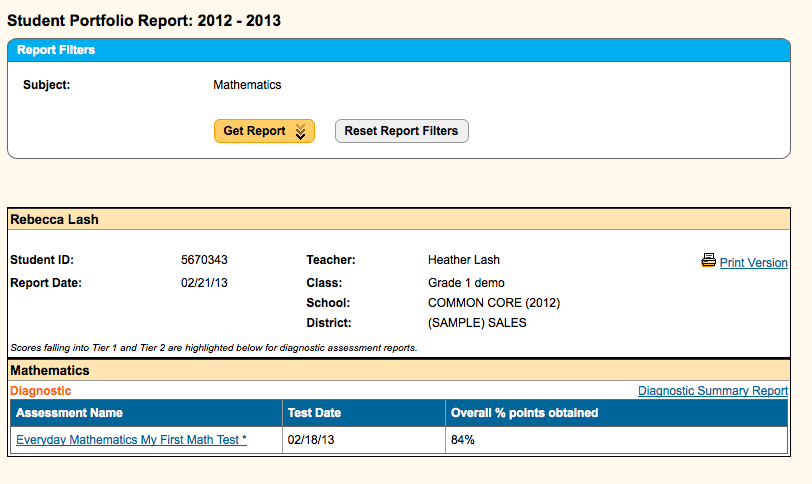 Student Portfolio Report: 2012 - 2013
Report Filters
Subject: Mathematics
Get Report Reset Report Filters
Rebecca Lash
Student ID: 5670343 Teacher: Heather Lash Print Version
Report Date: 02/21/13 Class: Grade 1 demo
School: COMMON CORE (2012)
District: (SAMPLE) SALES
Scores falling into Tier 1 and Tier 2 are highlighted below for diagnostic assessment reports.
Mathematics
Diagnostic Diagnostic Summary Report
Assessment Name Test Date Overall % points obtained
Everyday Mathematics My First Math Test * 02/18/13 84%